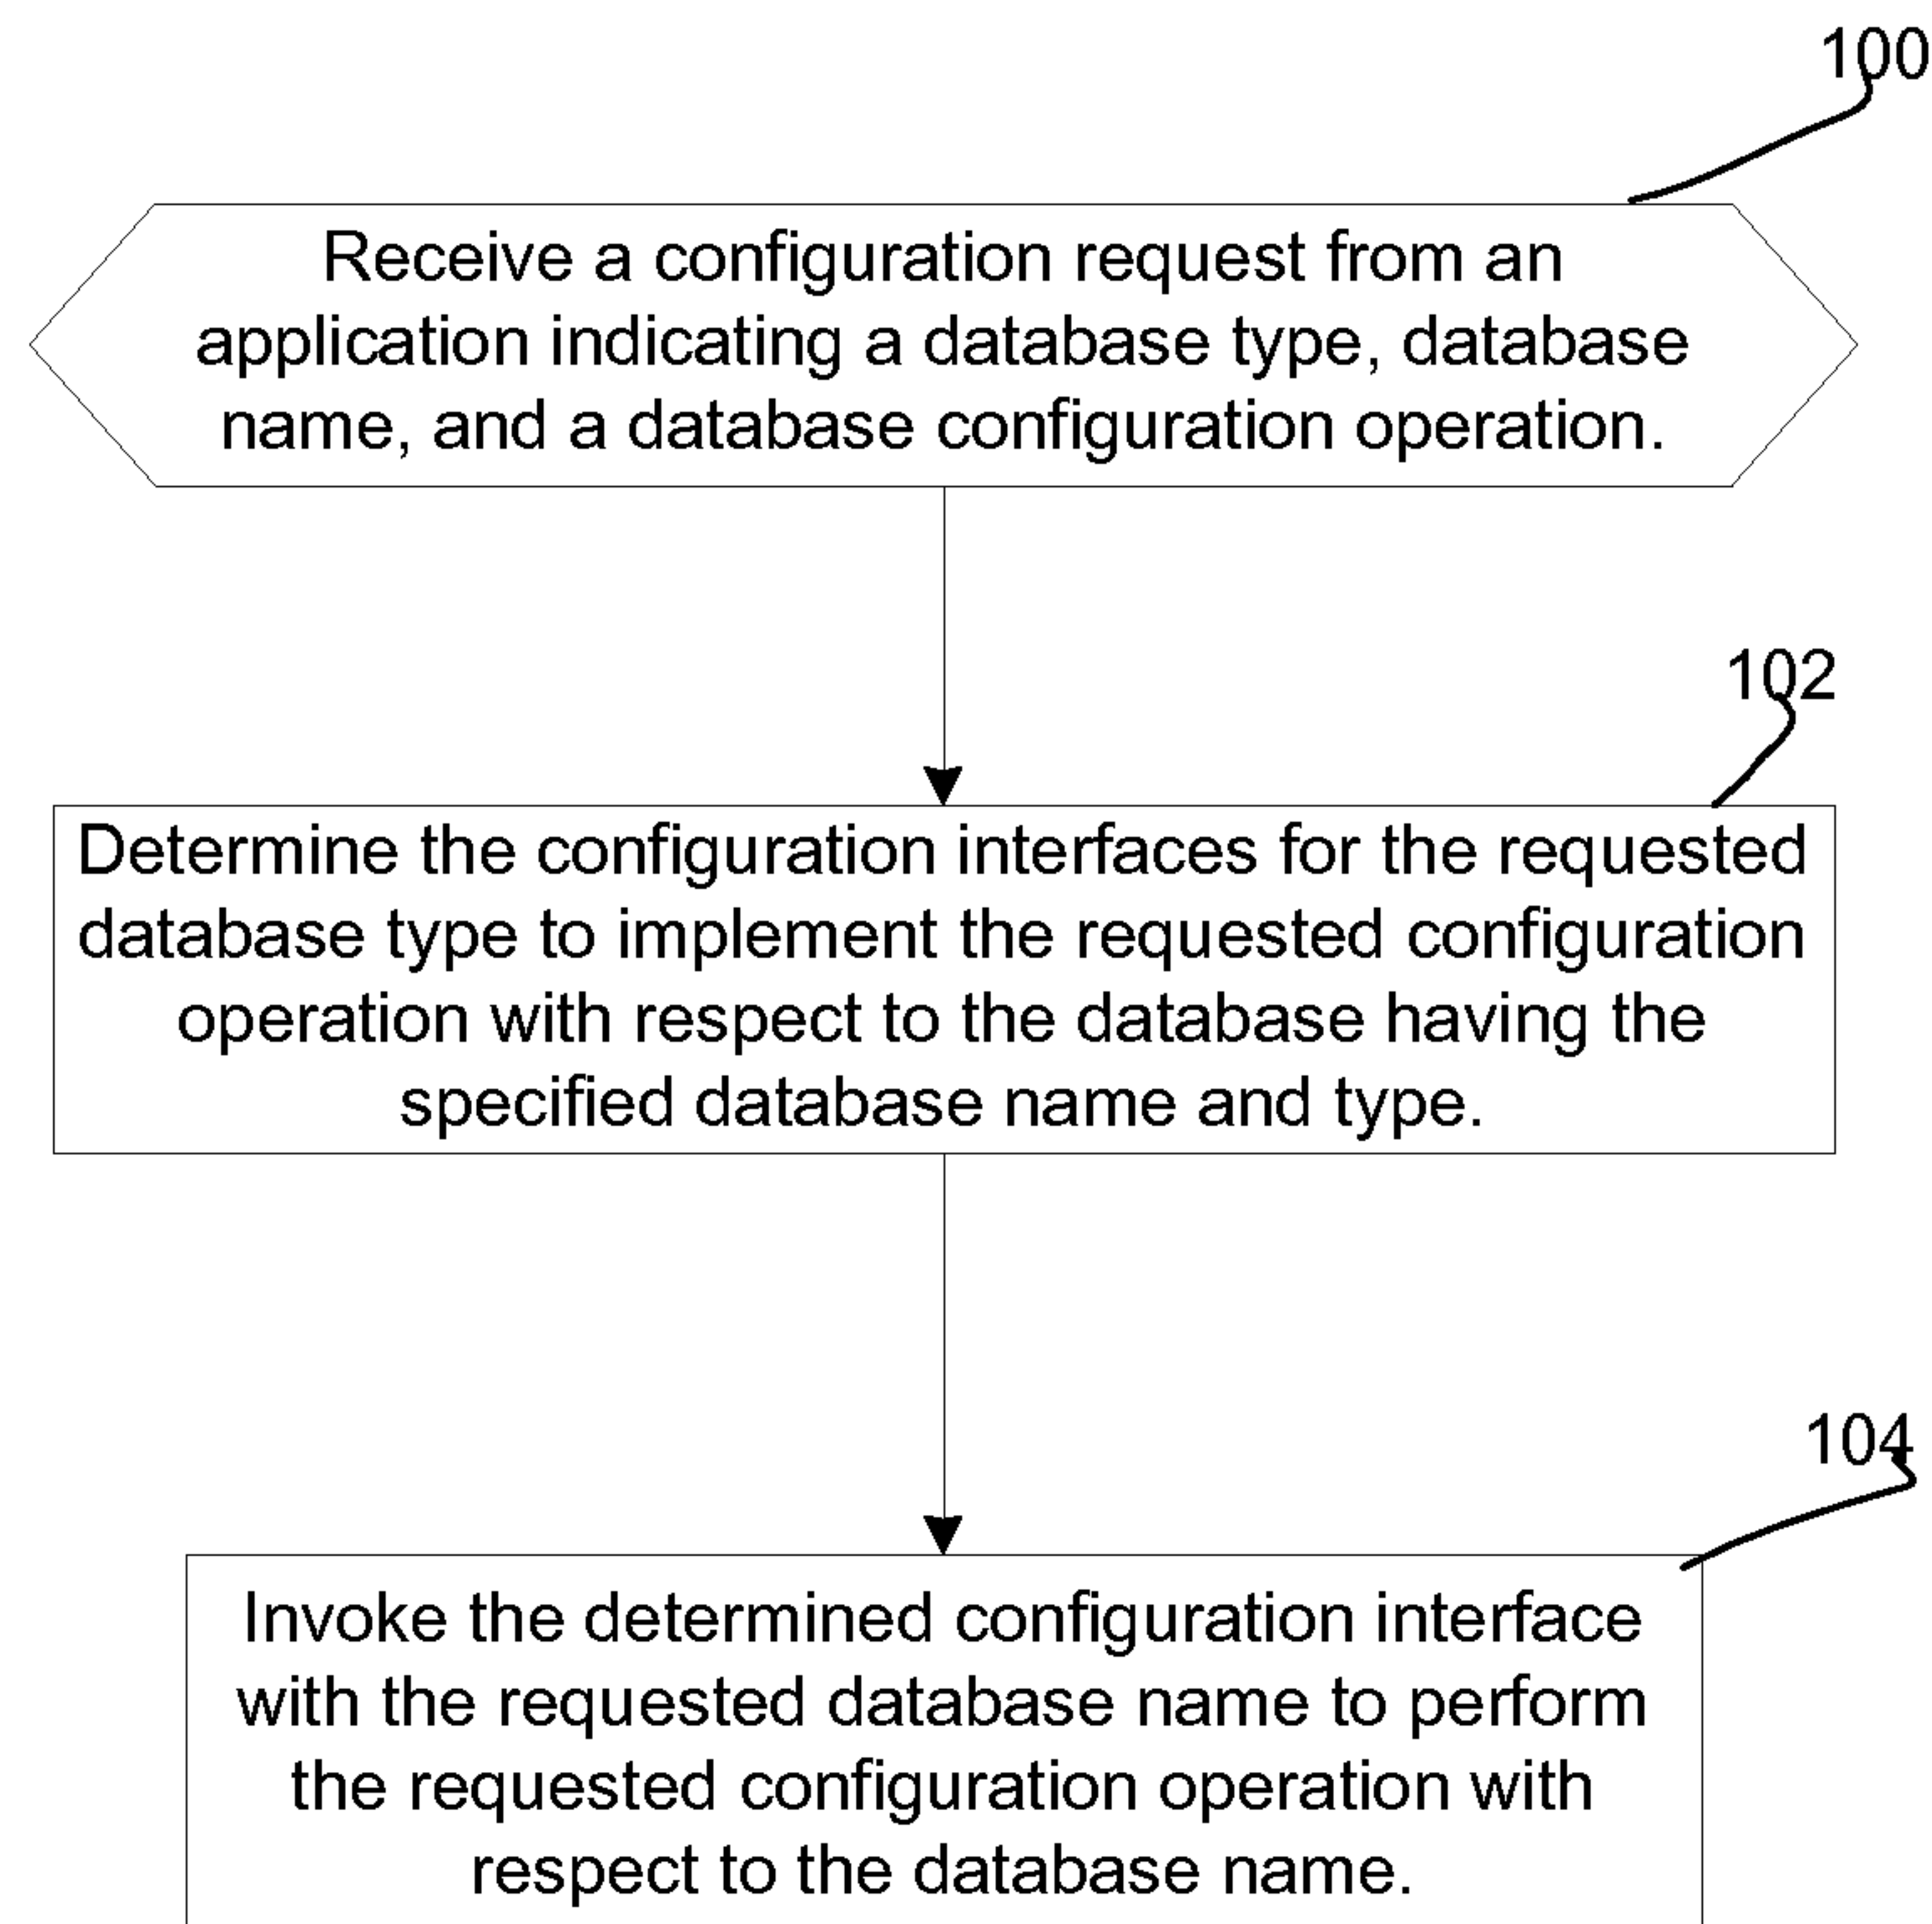 100
Receive a configuration request from an
application indicating a database type, database
name, and a database configuration operation.
102
Determine the configuration interfaces for the requested
database type to implement the requested configuration
operation with respect to the database having the
specified database name and type.
104
Invoke the determined configuration interface
with the requested database name to perform
the requested configuration operation with
respect to the database name.